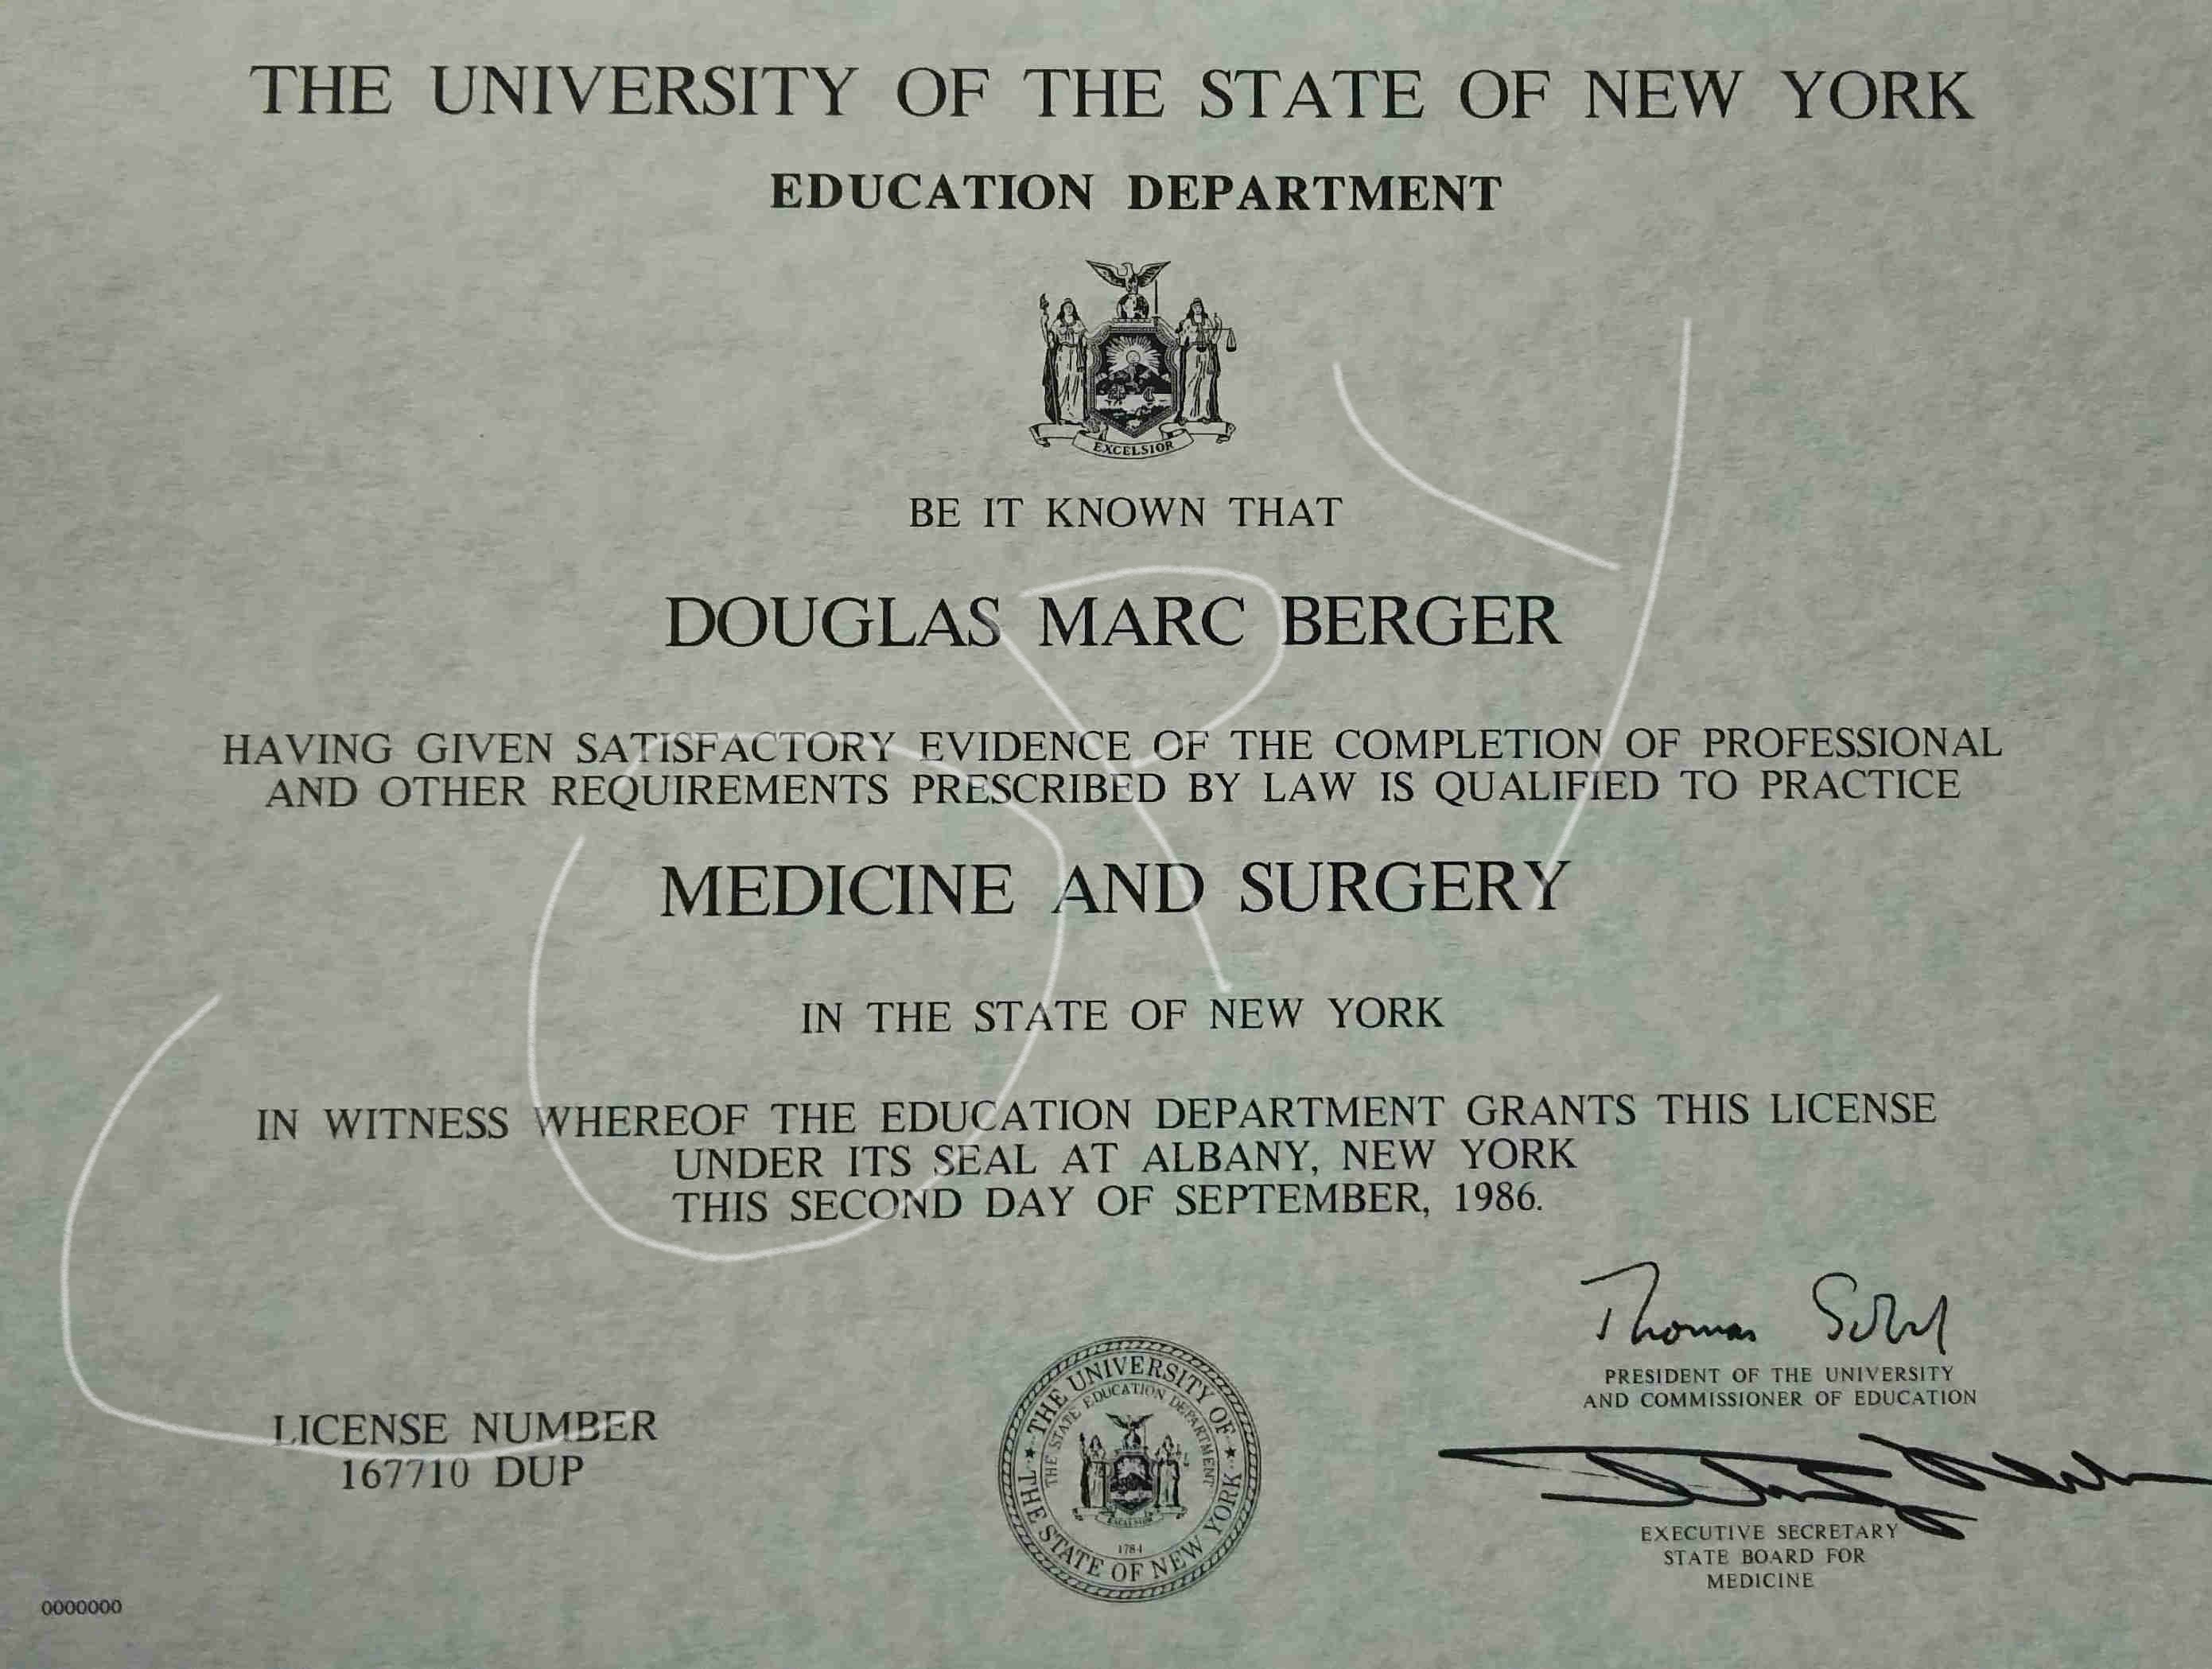 THE UNIVERSITY OF THE STATE OF NEW YORK
EDUCATION DEPARTMENT
EXCELSIOR
BE IT KNOWN THAT
DOUGLAS MARC BERGER
HAVING GIVEN SATISFACTORY EVIDENCE OF THE COMPLETION OF PROFESSIONAL
AND OTHER REQUIREMENTS PRESCRIBED BY LAW IS QUALIFIED TO PRACTICE
MEDICINE AND SURGERY
IN THE STATE OF NEW YORK
IN WITNESS WHEREOF THE EDUCATION DEPARTMENT GRANTS THIS LICENSE
UNDER ITS SEAL AT ALBANY, NEW YORK
THIS SECOND DAY OF SEPTEMBER, 1986.
Thomas
PRESIDENT OF THE UNIVERSITY
AND COMMISSIONER OF EDUCATION
LICENSE NUMBER
167710 DUP
THE UNIVERSITY OF THE STATE OF NEW YORK
THE STATE EDUCATION DEPARTMENT
EXCELSIOR
1784
EXECUTIVE SECRETARY
STATE BOARD FOR
MEDICINE
0000000